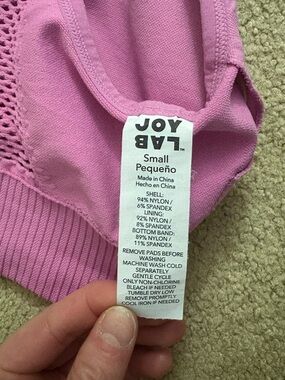 JOY
LAB™
Small
Pequeño
Made in China
Hecho en China
SHELL:
94% NYLON /
6% SPANDEX
LINING:
92% NYLON /
8% SPANDEX
BOTTOM BAND:
89% NYLON /
11% SPANDEX
REMOVE PADS BEFORE
WASHING
MACHINE WASH COLD
SEPARATELY
GENTLE CYCLE
ONLY NON-CHLORINE
BLEACH IF NEEDED
TUMBLE DRY LOW
REMOVE PROMPTLY
COOL IRON IF NEEDED